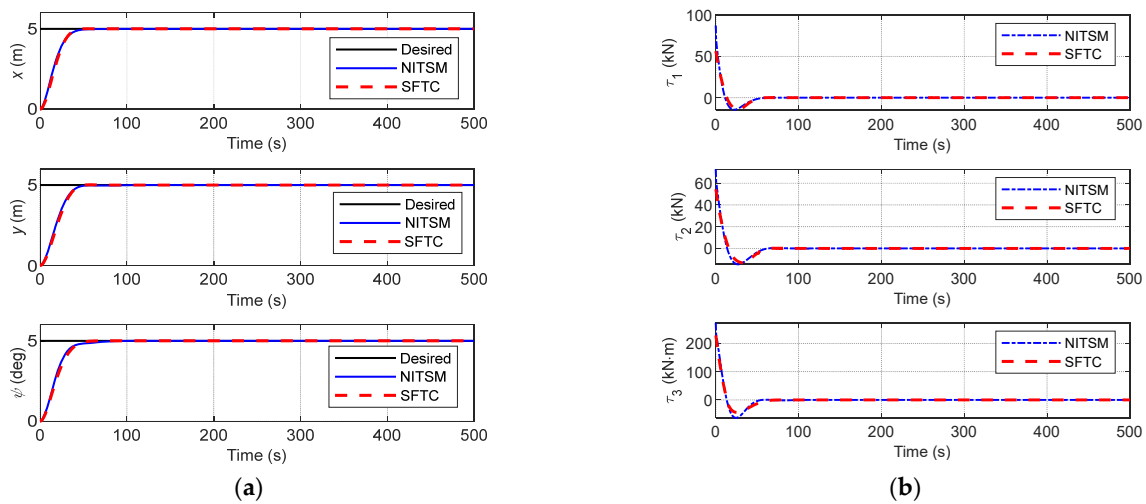 x (m)
5
0
Desired
NITSM
SFTC
0 100 200 300 400 500
Time (s)
y (m)
5
0
Desired
NITSM
SFTC
0 100 200 300 400 500
Time (s)
ψ (deg)
5
0
Desired
NITSM
SFTC
0 100 200 300 400 500
Time (s)
(a)
τ1 (kN)
100
50
0
NITSM
SFTC
0 100 200 300 400 500
Time (s)
τ2 (kN)
60
40
20
0
NITSM
SFTC
0 100 200 300 400 500
Time (s)
τ3 (kN·m)
200
100
0
NITSM
SFTC
0 100 200 300 400 500
Time (s)
(b)